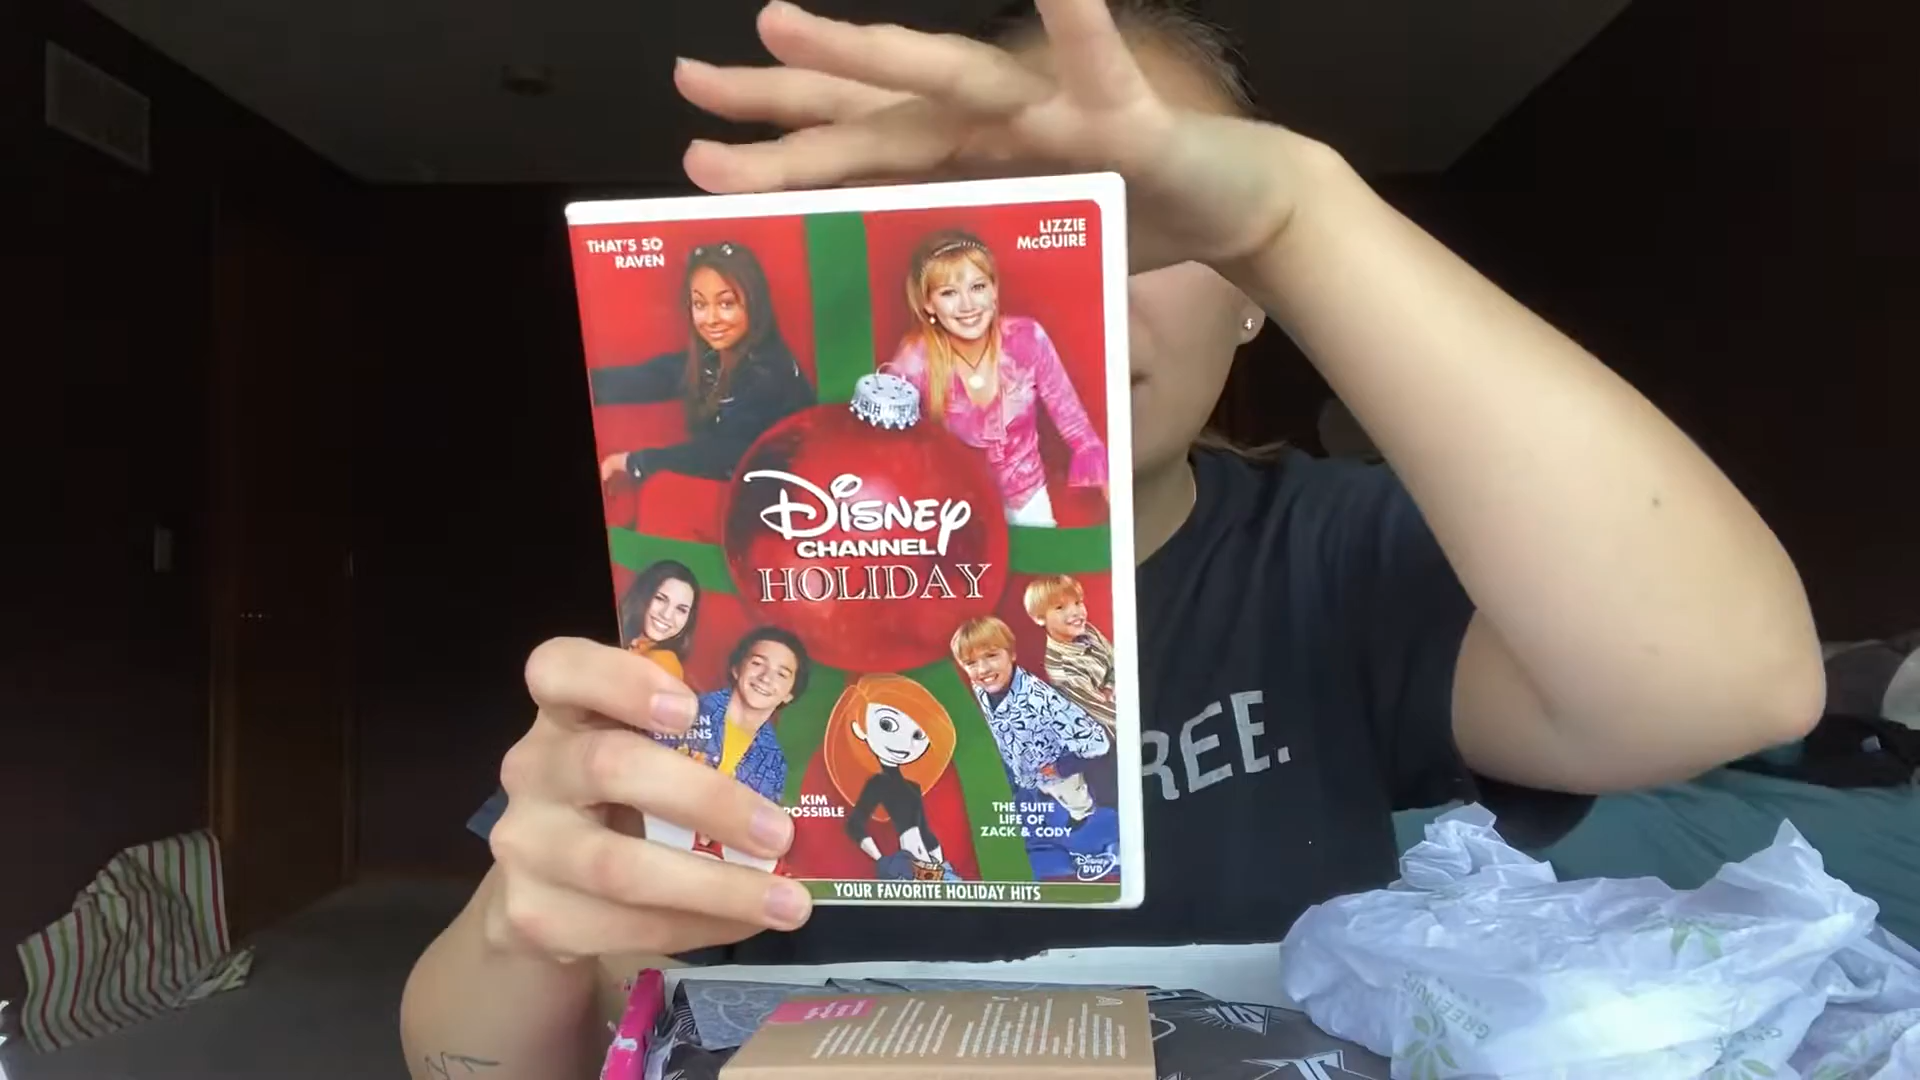 THAT'S SO
RAVEN
LIZZIE
McGUIRE
DISNEY
CHANNEL
HOLIDAY
STEVENS
KIM
POSSIBLE
THE SUITE
LIFE OF
ZACK & CODY
Disney
DVD
YOUR FAVORITE HOLIDAY HITS
REE.